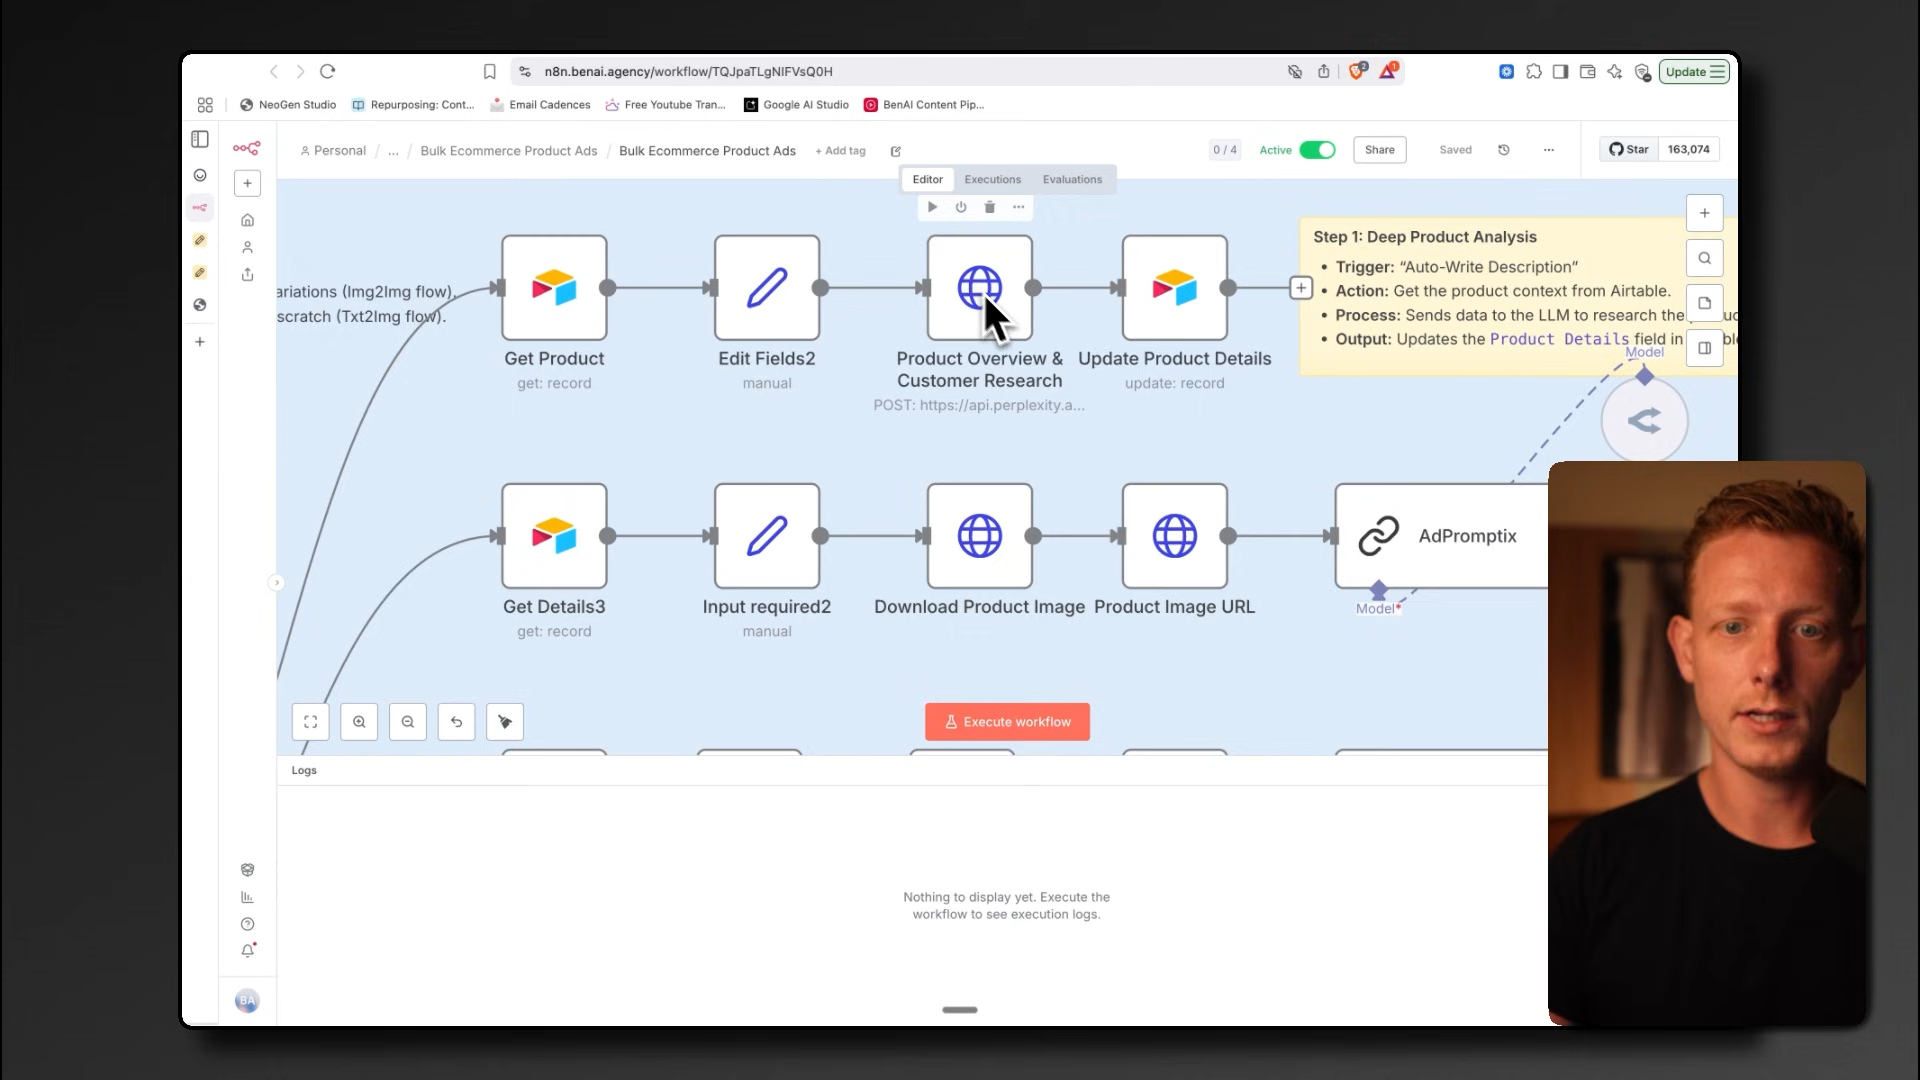 n8n.benai.agency/workflow/TQJpaTLgNIFVsQ0H
2
1
Update
NeoGen Studio
Repurposing: Cont...
Email Cadences
Free Youtube Tran...
Google AI Studio
BenAI Content Pip...
Personal / ... / Bulk Ecommerce Product Ads / Bulk Ecommerce Product Ads
+ Add tag
0 / 4
Active
Share
Saved
Star
163,074
Editor
Executions
Evaluations
ariations (Img2Img flow).
scratch (Txt2Img flow).
Get Product
get: record
Edit Fields2
manual
Product Overview &
Customer Research
POST: https://api.perplexity.a...
Update Product Details
update: record
Step 1: Deep Product Analysis
• Trigger: “Auto-Write Description”
• Action: Get the product context from Airtable.
• Process: Sends data to the LLM to research the
• Output: Updates the Product Details field in
Model
Get Details3
get: record
Input required2
manual
Download Product Image
Product Image URL
AdPromptix
Model*
Execute workflow
Logs
Nothing to display yet. Execute the
workflow to see execution logs.
BA